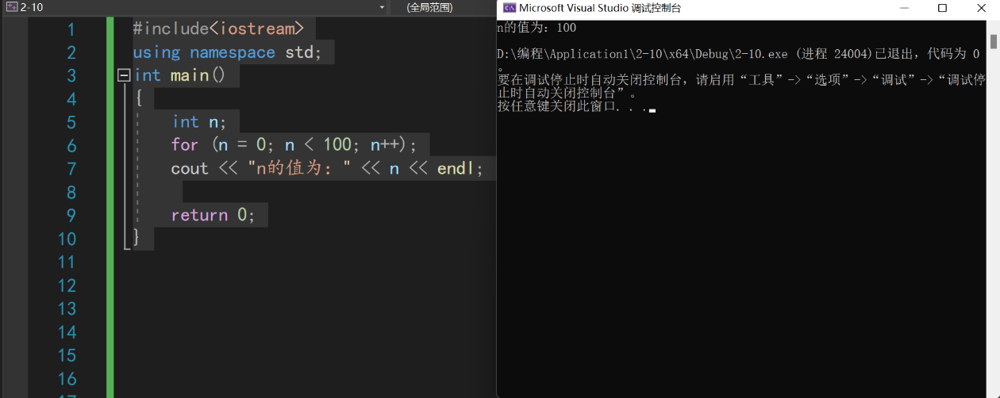 2-10
(全局范围)
1 #include<iostream>
2 using namespace std;
3 int main()
4 {
5 int n;
6 for (n = 0; n < 100; n++);
7 cout << "n的值为：" << n << endl;
8
9 return 0;
10 }
11
12
13
14
15
16
Microsoft Visual Studio 调试控制台
n的值为：100
D:\编程\Application1\2-10\x64\Debug\2-10.exe (进程 24004)已退出，代码为 0
。
要在调试停止时自动关闭控制台，请启用“工具”->“选项”->“调试”->“调试停
止时自动关闭控制台”。
按任意键关闭此窗口. . .